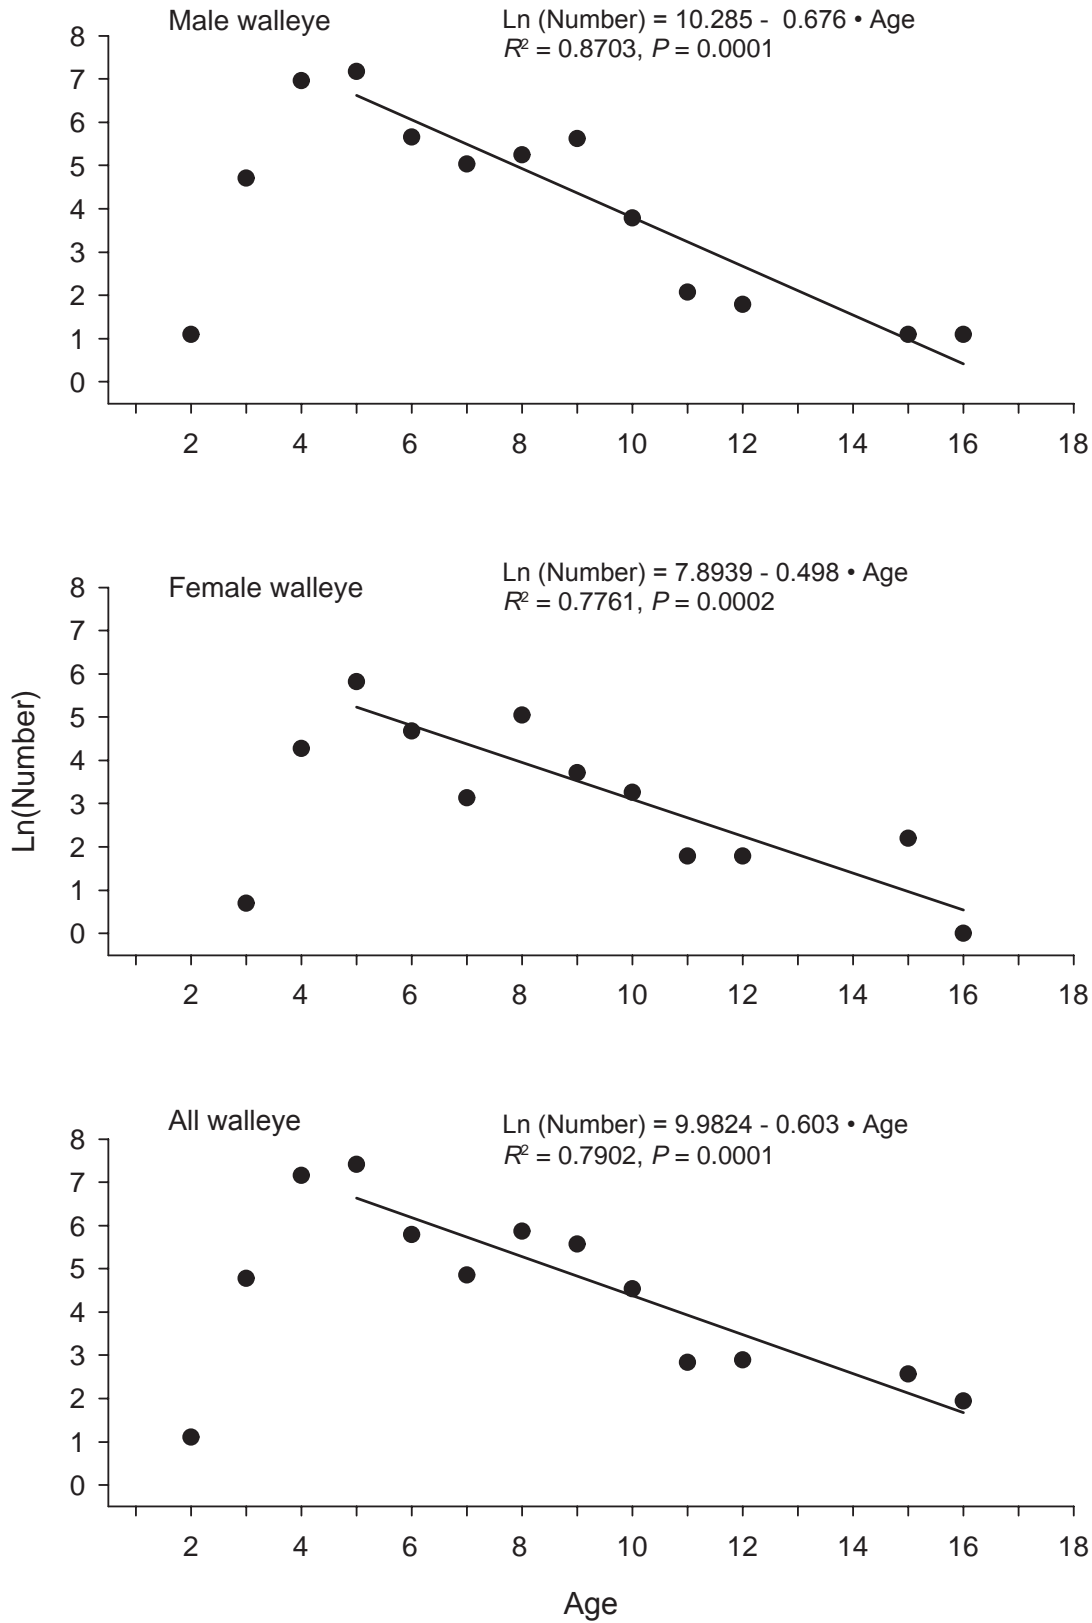 Male walleye
Ln (Number) = 10.285 - 0.676 • Age
R² = 0.8703, P = 0.0001
8
7
6
5
4
3
2
1
0
2 4 6 8 10 12 14 16 18
Female walleye
Ln (Number) = 7.8939 - 0.498 • Age
R² = 0.7761, P = 0.0002
8
7
6
5
4
3
2
1
0
2 4 6 8 10 12 14 16 18
Ln(Number)
All walleye
Ln (Number) = 9.9824 - 0.603 • Age
R² = 0.7902, P = 0.0001
8
7
6
5
4
3
2
1
0
2 4 6 8 10 12 14 16 18
Age